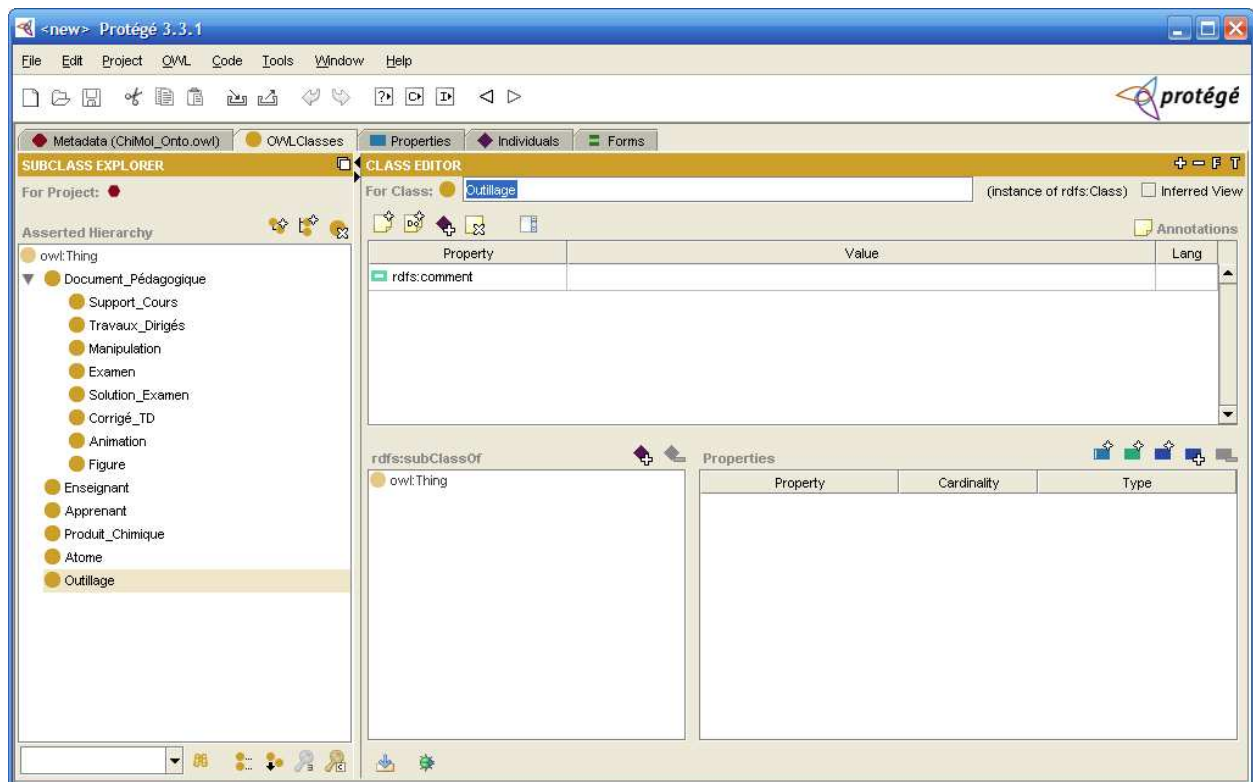 <new> Protégé 3.3.1
File Edit Project OWL Code Tools Window Help
protégé
Metadata (ChiMol_Onto.owl) OWLClasses Properties Individuals Forms
SUBCLASS EXPLORER
For Project:
Asserted Hierarchy
owl:Thing
Document_Pédagogique
Support_Cours
Travaux_Dirigés
Manipulation
Examen
Solution_Examen
Corrigé_TD
Animation
Figure
Enseignant
Apprenant
Produit_Chimique
Atome
Outillage
CLASS EDITOR
For Class: Outillage (instance of rdfs:Class) Inferred View
Annotations
Property Value Lang
rdfs:comment
rdfs:subClassOf
owl:Thing
Properties
Property Cardinality Type